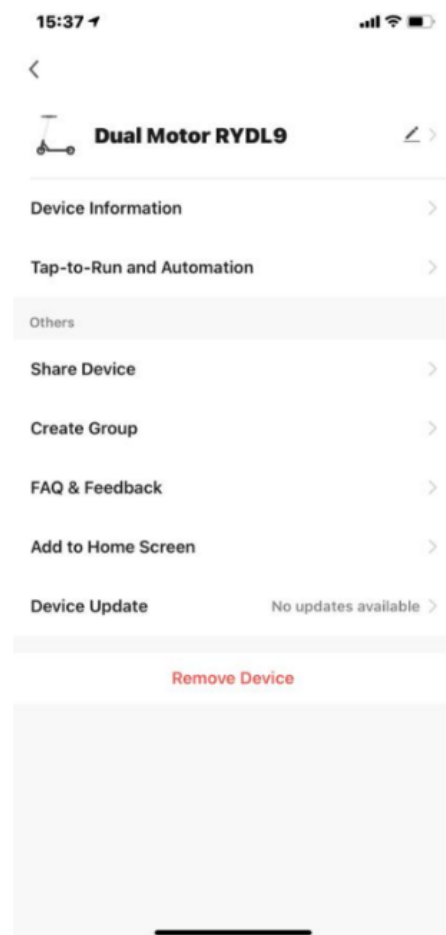 15:37
Dual Motor RYDL9
Device Information
Tap-to-Run and Automation
Others
Share Device
Create Group
FAQ & Feedback
Add to Home Screen
Device Update No updates available
Remove Device